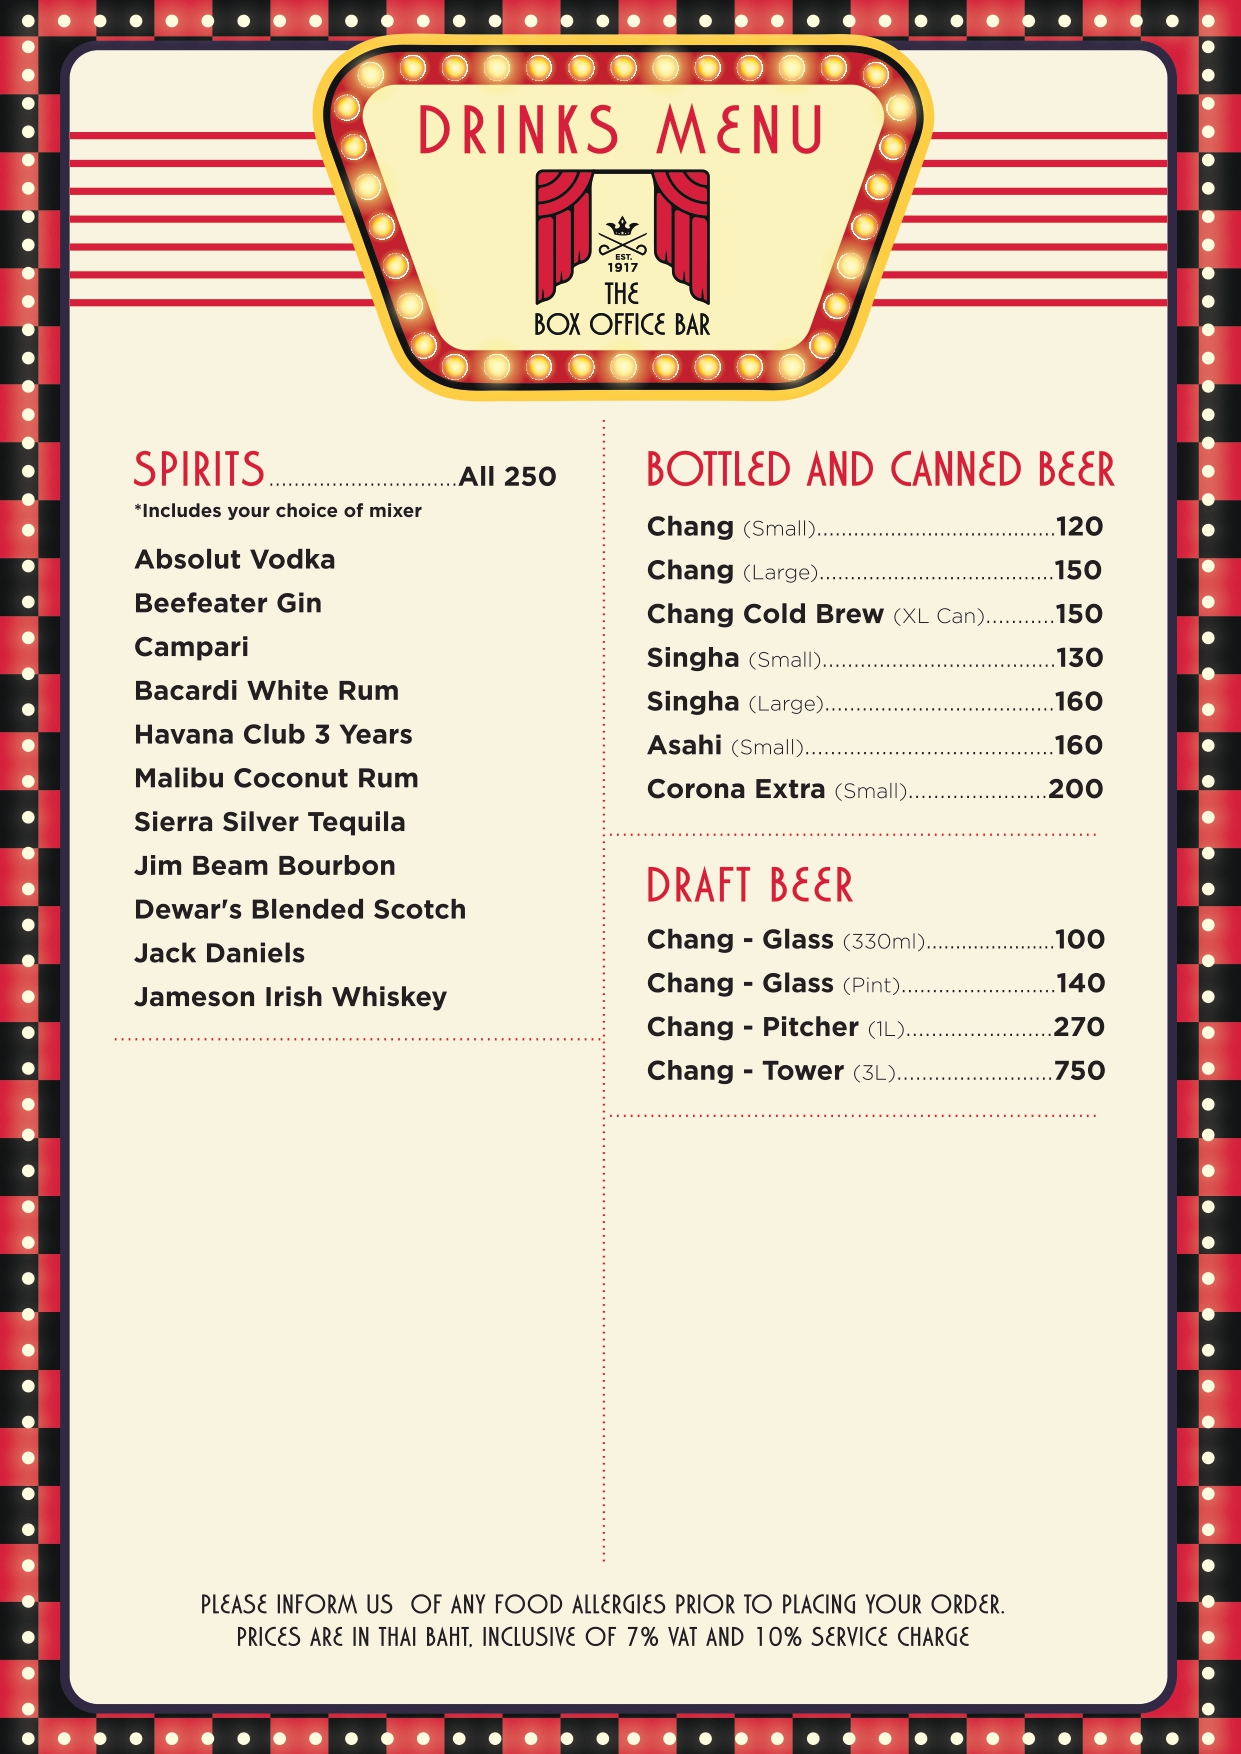 DRINKS MENU
EST.
1917
THE
BOX OFFICE BAR
SPIRITS..............................All 250
*Includes your choice of mixer
Absolut Vodka
Beefeater Gin
Campari
Bacardi White Rum
Havana Club 3 Years
Malibu Coconut Rum
Sierra Silver Tequila
Jim Beam Bourbon
Dewar's Blended Scotch
Jack Daniels
Jameson Irish Whiskey
BOTTLED AND CANNED BEER
Chang (Small).......................................120
Chang (Large)......................................150
Chang Cold Brew (XL Can)...........150
Singha (Small)......................................130
Singha (Large).....................................160
Asahi (Small).........................................160
Corona Extra (Small)......................200
DRAFT BEER
Chang - Glass (330ml).....................100
Chang - Glass (Pint).........................140
Chang - Pitcher (1L)........................270
Chang - Tower (3L)..........................750
PLEASE INFORM US OF ANY FOOD ALLERGIES PRIOR TO PLACING YOUR ORDER.
PRICES ARE IN THAI BAHT, INCLUSIVE OF 7% VAT AND 10% SERVICE CHARGE